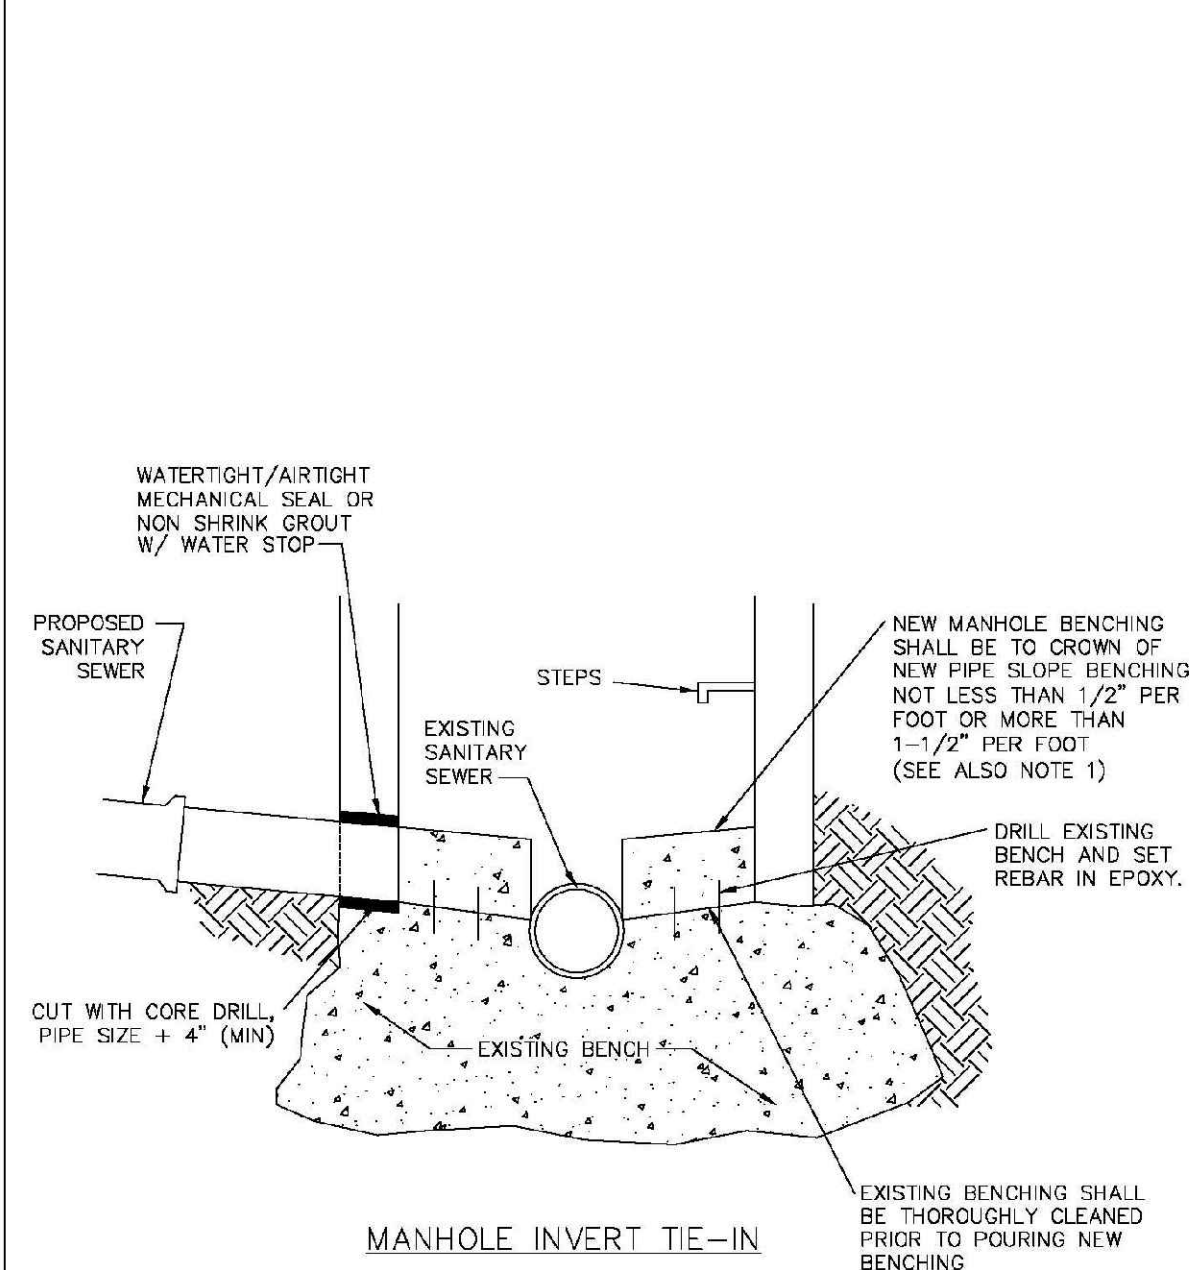 WATERTIGHT/AIRTIGHT
MECHANICAL SEAL OR
NON SHRINK GROUT
W/ WATER STOP
PROPOSED
SANITARY
SEWER
STEPS
EXISTING
SANITARY
SEWER
NEW MANHOLE BENCHING
SHALL BE TO CROWN OF
NEW PIPE SLOPE BENCHING
NOT LESS THAN 1/2" PER
FOOT OR MORE THAN
1-1/2" PER FOOT
(SEE ALSO NOTE 1)
DRILL EXISTING
BENCH AND SET
REBAR IN EPOXY.
CUT WITH CORE DRILL,
PIPE SIZE + 4" (MIN)
EXISTING BENCH
EXISTING BENCHING SHALL
BE THOROUGHLY CLEANED
PRIOR TO POURING NEW
BENCHING
MANHOLE INVERT TIE-IN